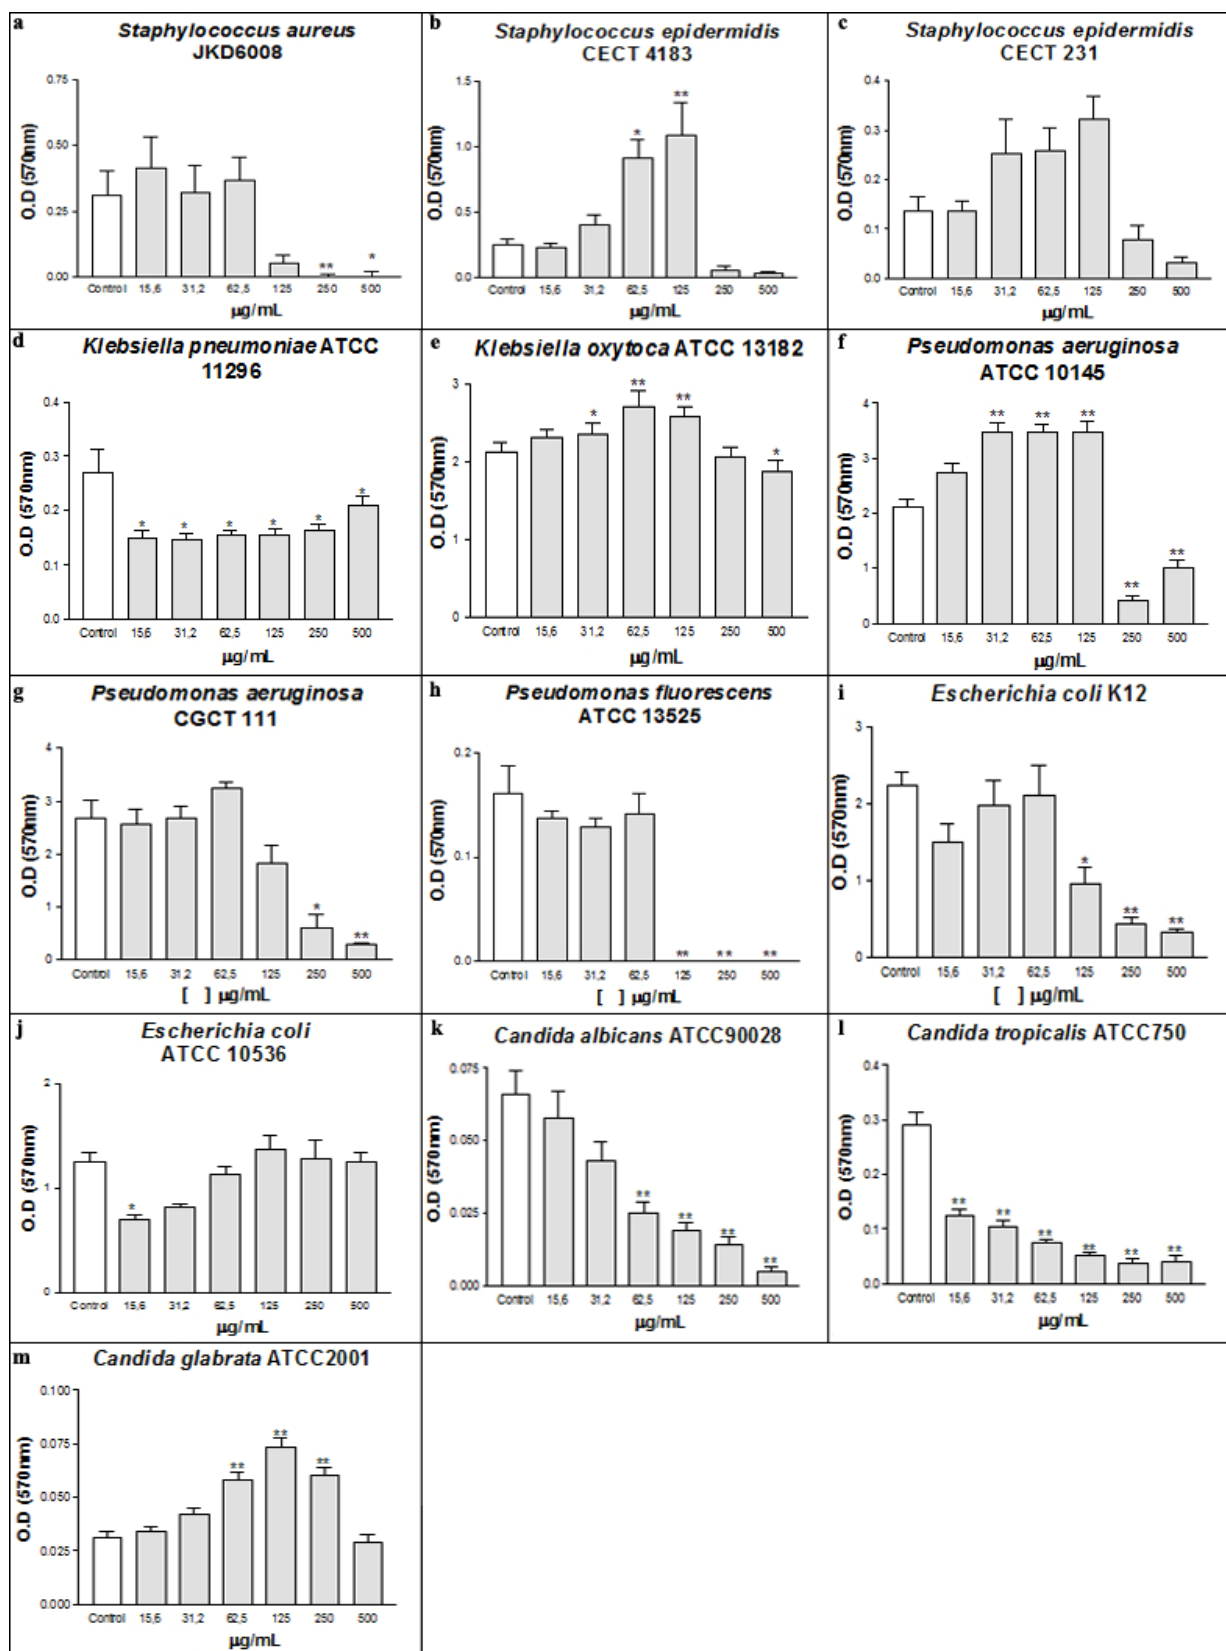 a
Staphylococcus aureus
JKD6008
O.D (570nm)
0.75
0.50
0.25
0.00
** *
Control 15,6 31,2 62,5 125 250 500
µg/mL
b
Staphylococcus epidermidis
CECT 4183
O.D (570nm)
1.5
1.0
0.5
0.0
* **
Control 15,6 31,2 62,5 125 250 500
µg/mL
c
Staphylococcus epidermidis
CECT 231
O.D (570nm)
0.4
0.3
0.2
0.1
0.0
Control 15,6 31,2 62,5 125 250 500
µg/mL
d
Klebsiella pneumoniae ATCC
11296
O.D (570nm)
0.4
0.2
0.0
* * * * * *
Control 15,6 31,2 62,5 125 250 500
µg/mL
e
Klebsiella oxytoca ATCC 13182
O.D (570nm)
3
2
1
0
* ** ** *
Control 15,6 31,2 62,5 125 250 500
µg/mL
f
Pseudomonas aeruginosa
ATCC 10145
O.D (570nm)
4
3
2
1
0
** ** ** ** **
Control 15,6 31,2 62,5 125 250 500
µg/mL
g
Pseudomonas aeruginosa
CGCT 111
O.D (570nm)
4
3
2
1
0
* **
Control 15,6 31,2 62,5 125 250 500
[ ] µg/mL
h
Pseudomonas fluorescens
ATCC 13525
O.D (570nm)
0.2
0.1
0.0
** ** **
Control 15,6 31,2 62,5 125 250 500
[ ] µg/mL
i
Escherichia coli K12
O.D (570nm)
3
2
1
0
* ** **
Control 15,6 31,2 62,5 125 250 500
[ ] µg/mL
j
Escherichia coli
ATCC 10536
O.D (570nm)
2
1
0
*
Control 15,6 31,2 62,5 125 250 500
µg/mL
k
Candida albicans ATCC90028
O.D (570nm)
0.075
0.050
0.025
0.000
** ** ** **
Control 15,6 31,2 62,5 125 250 500
µg/mL
l
Candida tropicalis ATCC750
O.D (570nm)
0.4
0.3
0.2
0.1
0.0
** ** ** ** ** **
Control 15,6 31,2 62,5 125 250 500
µg/mL
m
Candida glabrata ATCC2001
O.D (570nm)
0.100
0.075
0.050
0.025
0.000
** ** **
Control 15,6 31,2 62,5 125 250 500
µg/mL